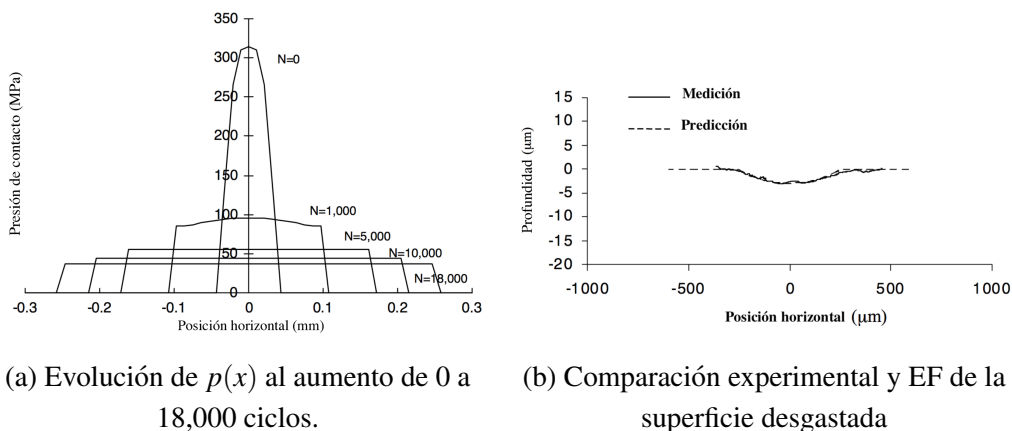 350
300
250
200
150
100
50
0
Presión de contacto (MPa)
N=0
N=1,000
N=5,000
N=10,000
N=18,000
-0.3 -0.2 -0.1 0 0.1 0.2 0.3
Posición horizontal (mm)
(a) Evolución de p(x) al aumento de 0 a
18,000 ciclos.
15
10
5
0
-5
-10
-15
-20
Profundidad (μm)
Medición
Predicción
-1000 -500 0 500 1000
Posición horizontal (μm)
(b) Comparación experimental y EF de la
superficie desgastada